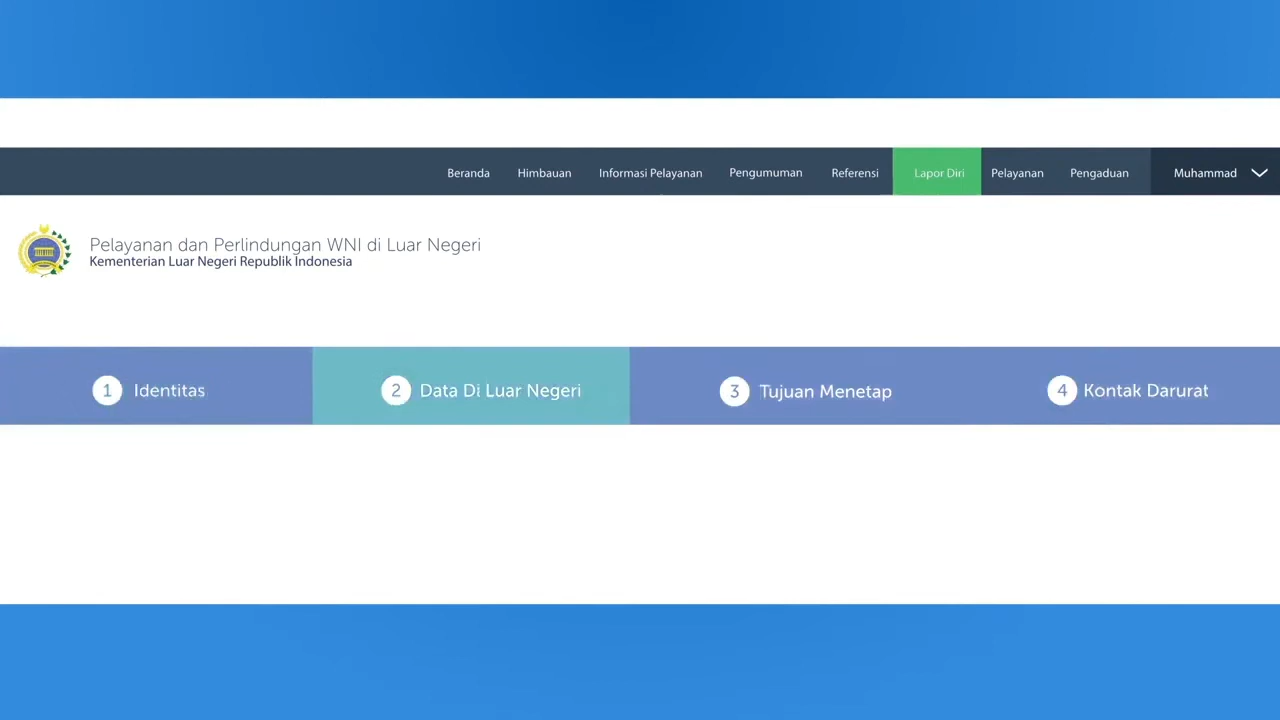 Beranda Himbauan Informasi Pelayanan Pengumuman Referensi Lapor Diri Pelayanan Pengaduan Muhammad
Pelayanan dan Perlindungan WNI di Luar Negeri
Kementerian Luar Negeri Republik Indonesia
1 Identitas 2 Data Di Luar Negeri 3 Tujuan Menetap 4 Kontak Darurat